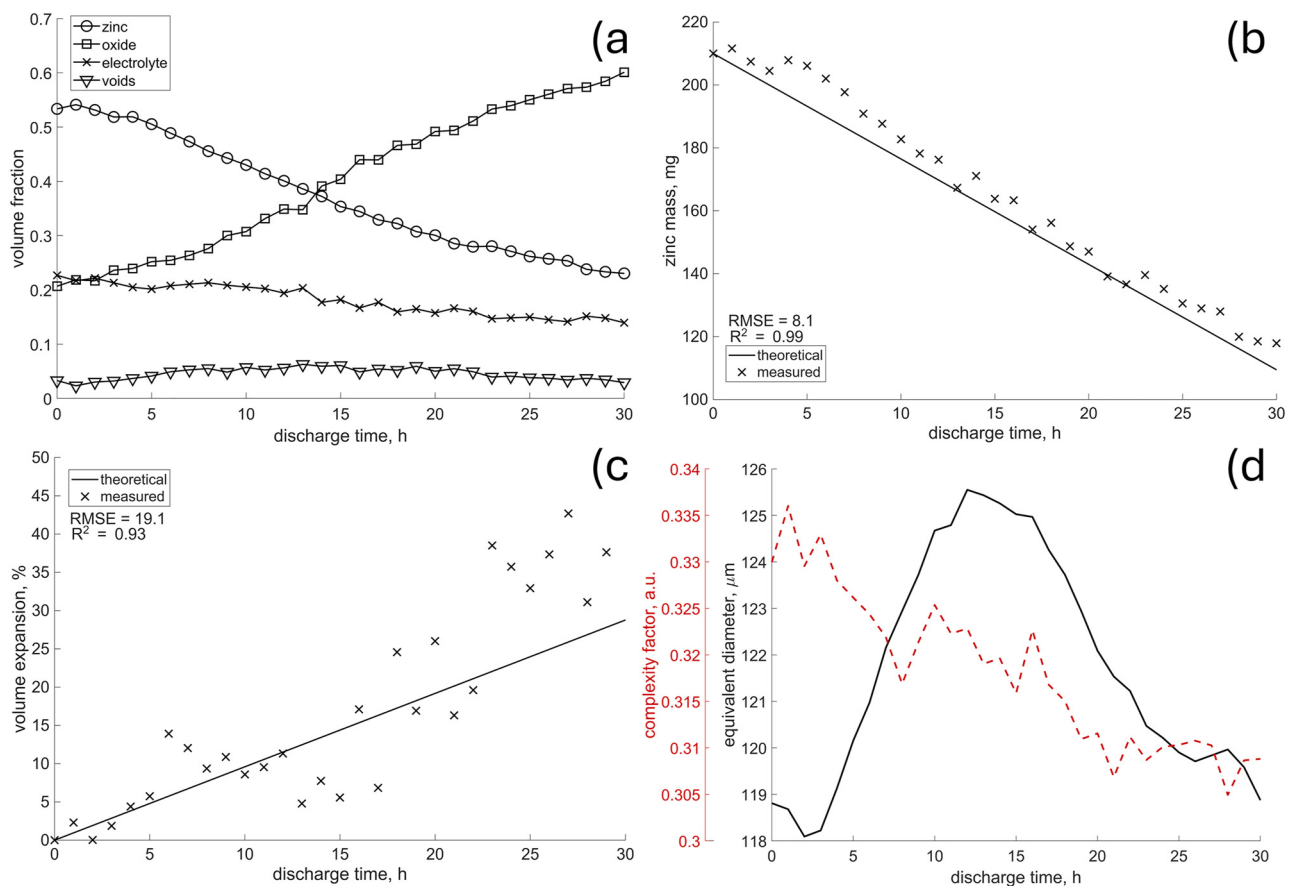 (a)
zinc
oxide
electrolyte
voids
0.7
0.6
0.5
0.4
0.3
0.2
0.1
0
volume fraction
0 5 10 15 20 25 30
discharge time, h
(b)
220
200
180
160
140
120
100
zinc mass, mg
RMSE = 8.1
R² = 0.99
theoretical
measured
0 5 10 15 20 25 30
discharge time, h
(c)
50
45
40
35
30
25
20
15
10
5
0
volume expansion, %
theoretical
measured
RMSE = 19.1
R² = 0.93
0 5 10 15 20 25 30
discharge time, h
(d)
0.34
0.335
0.33
0.325
0.32
0.315
0.31
0.305
0.3
complexity factor, a.u.
126
125
124
123
122
121
120
119
118
equivalent diameter, μm
0 5 10 15 20 25 30
discharge time, h